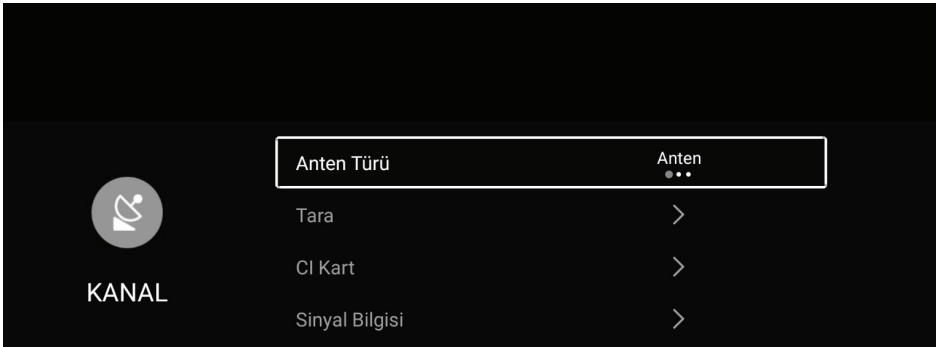 Anten Türü
Anten
Tara
CI Kart
Sinyal Bilgisi
KANAL